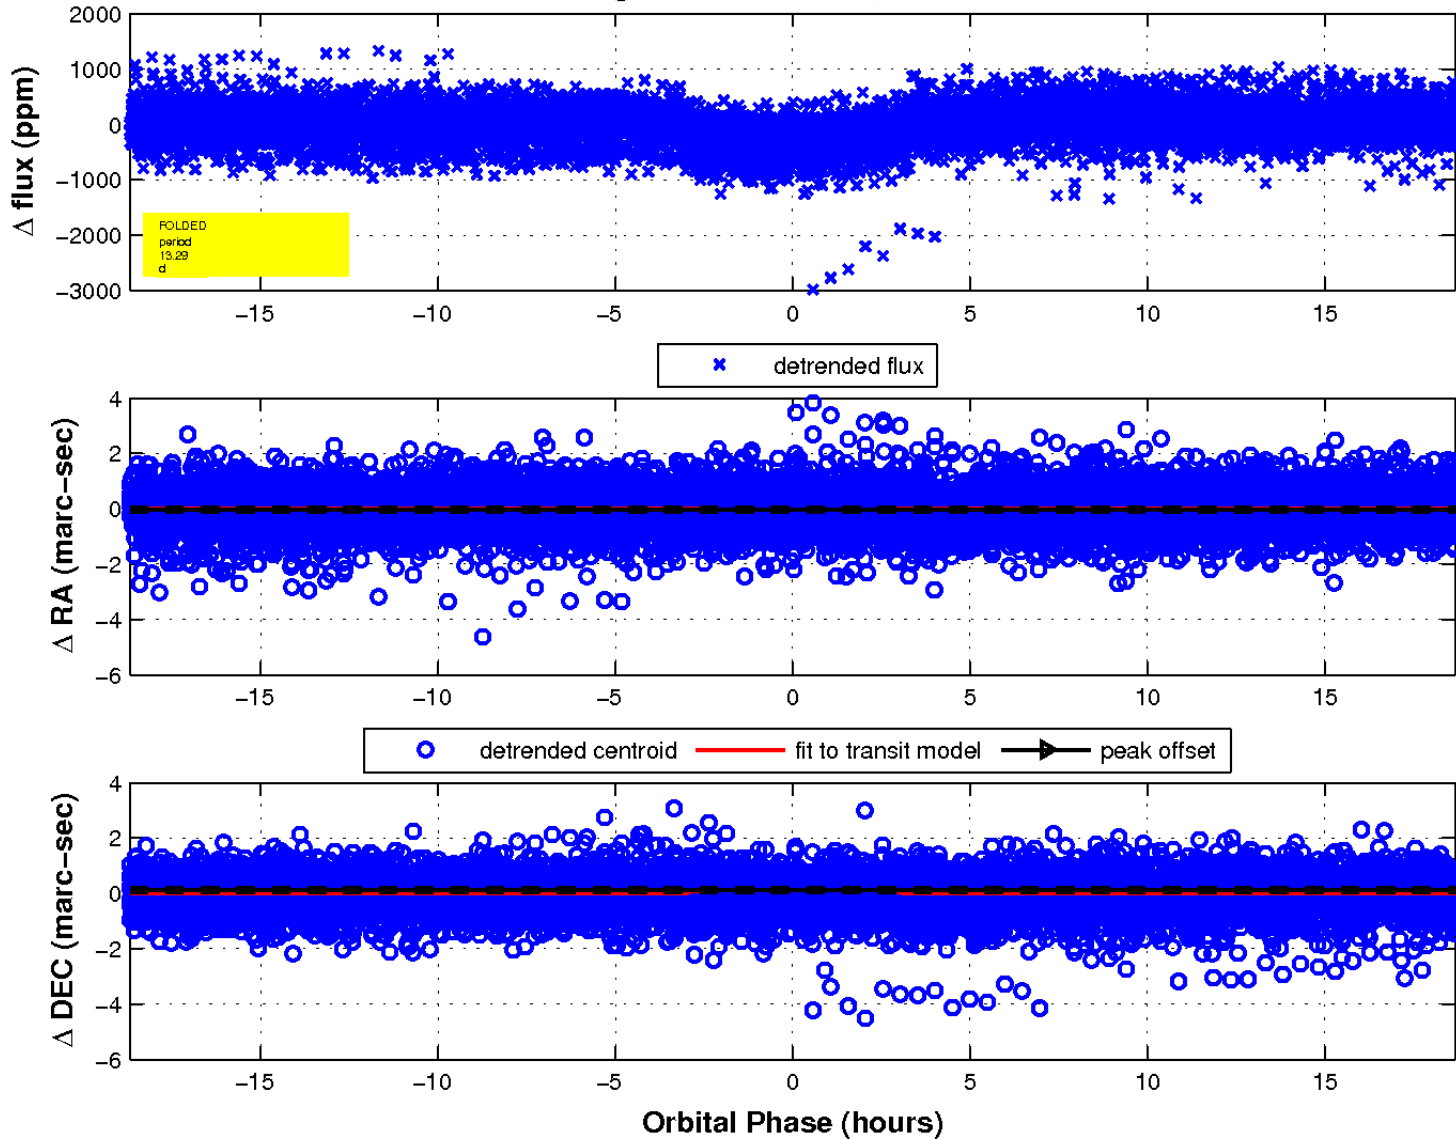 2000
1000
0
−1000
−2000
−3000
Δ flux (ppm)
FOLDED
period
13.29
d
−15 −10 −5 0 5 10 15
detrended flux
4
2
0
−2
−4
−6
Δ RA (marc−sec)
−15 −10 −5 0 5 10 15
detrended centroid fit to transit model peak offset
4
2
0
−2
−4
−6
Δ DEC (marc−sec)
−15 −10 −5 0 5 10 15
Orbital Phase (hours)